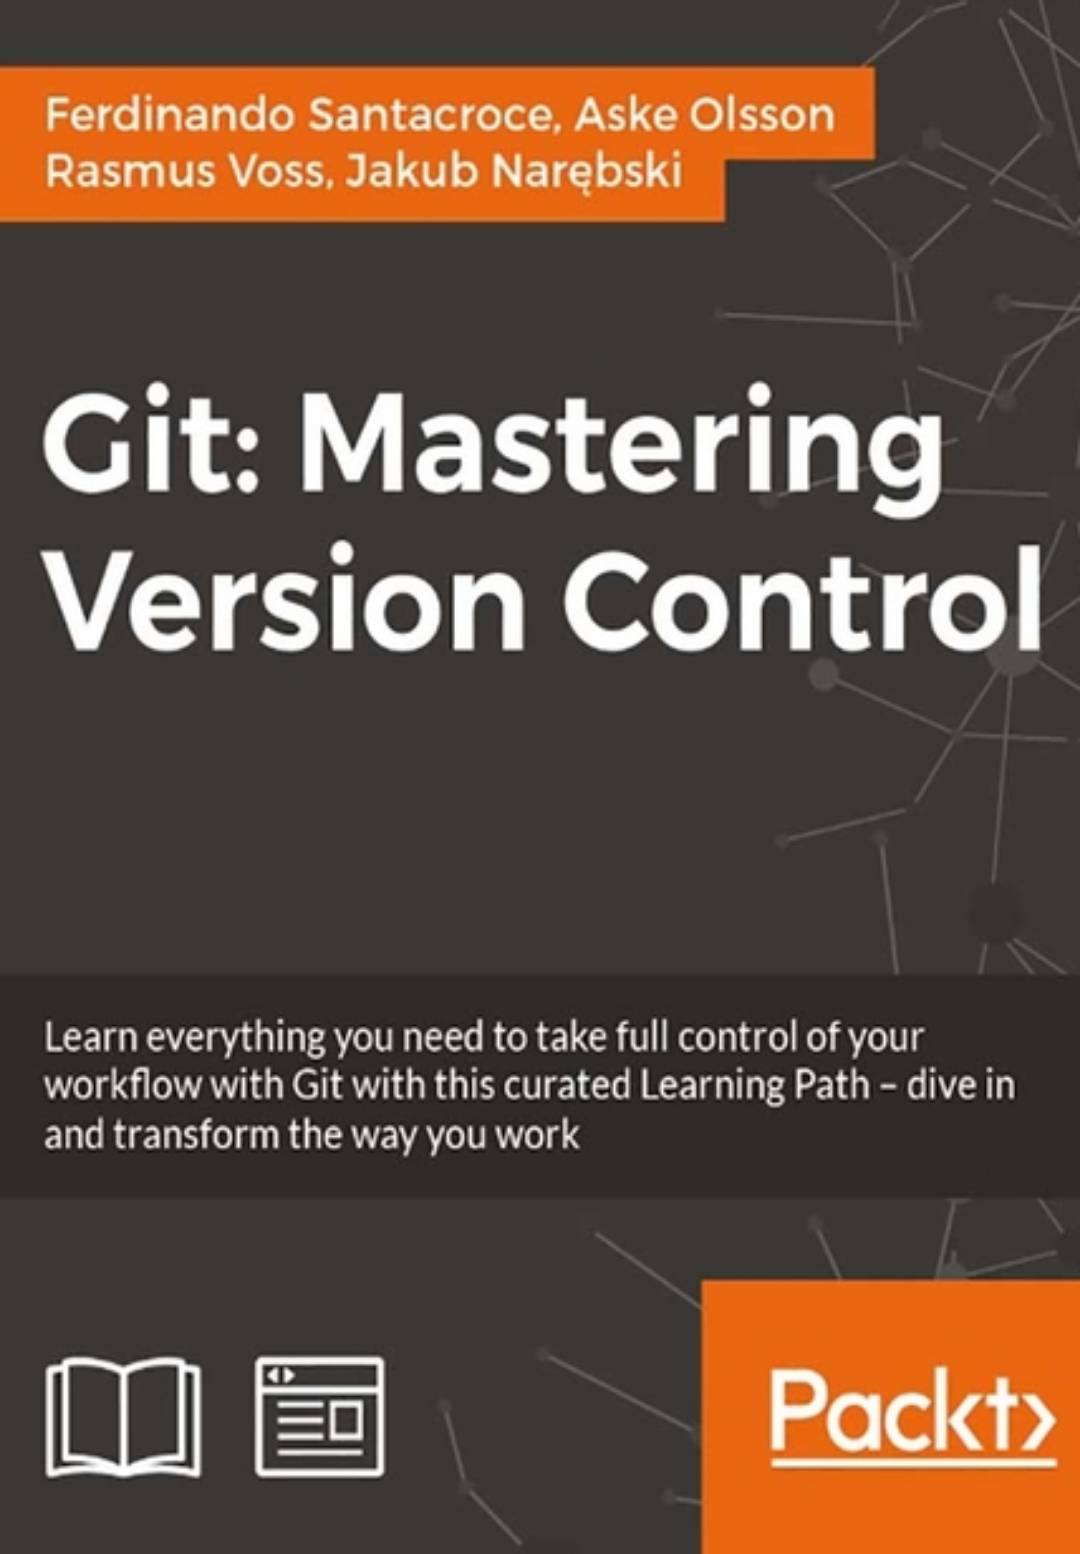 Ferdinando Santacroce, Aske Olsson
Rasmus Voss, Jakub Narębski
Git: Mastering
Version Control
Learn everything you need to take full control of your
workflow with Git with this curated Learning Path – dive in
and transform the way you work
Packt>